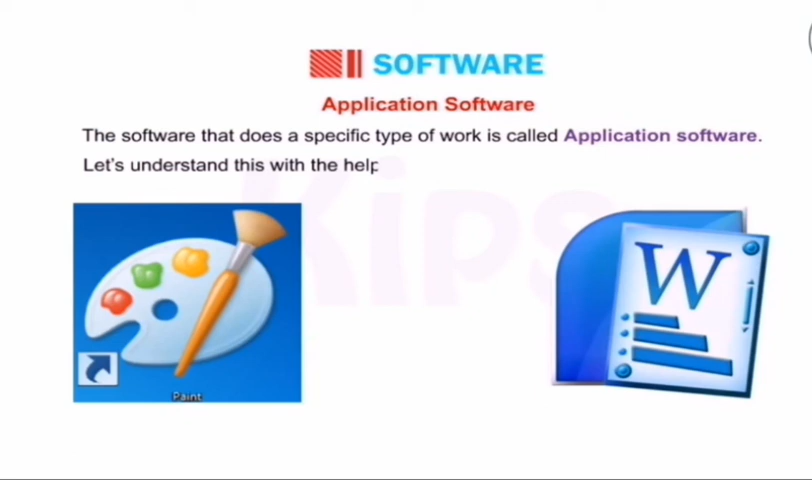 SOFTWARE
Application Software
The software that does a specific type of work is called Application software.
Let's understand this with the help
Kips
W
Paint